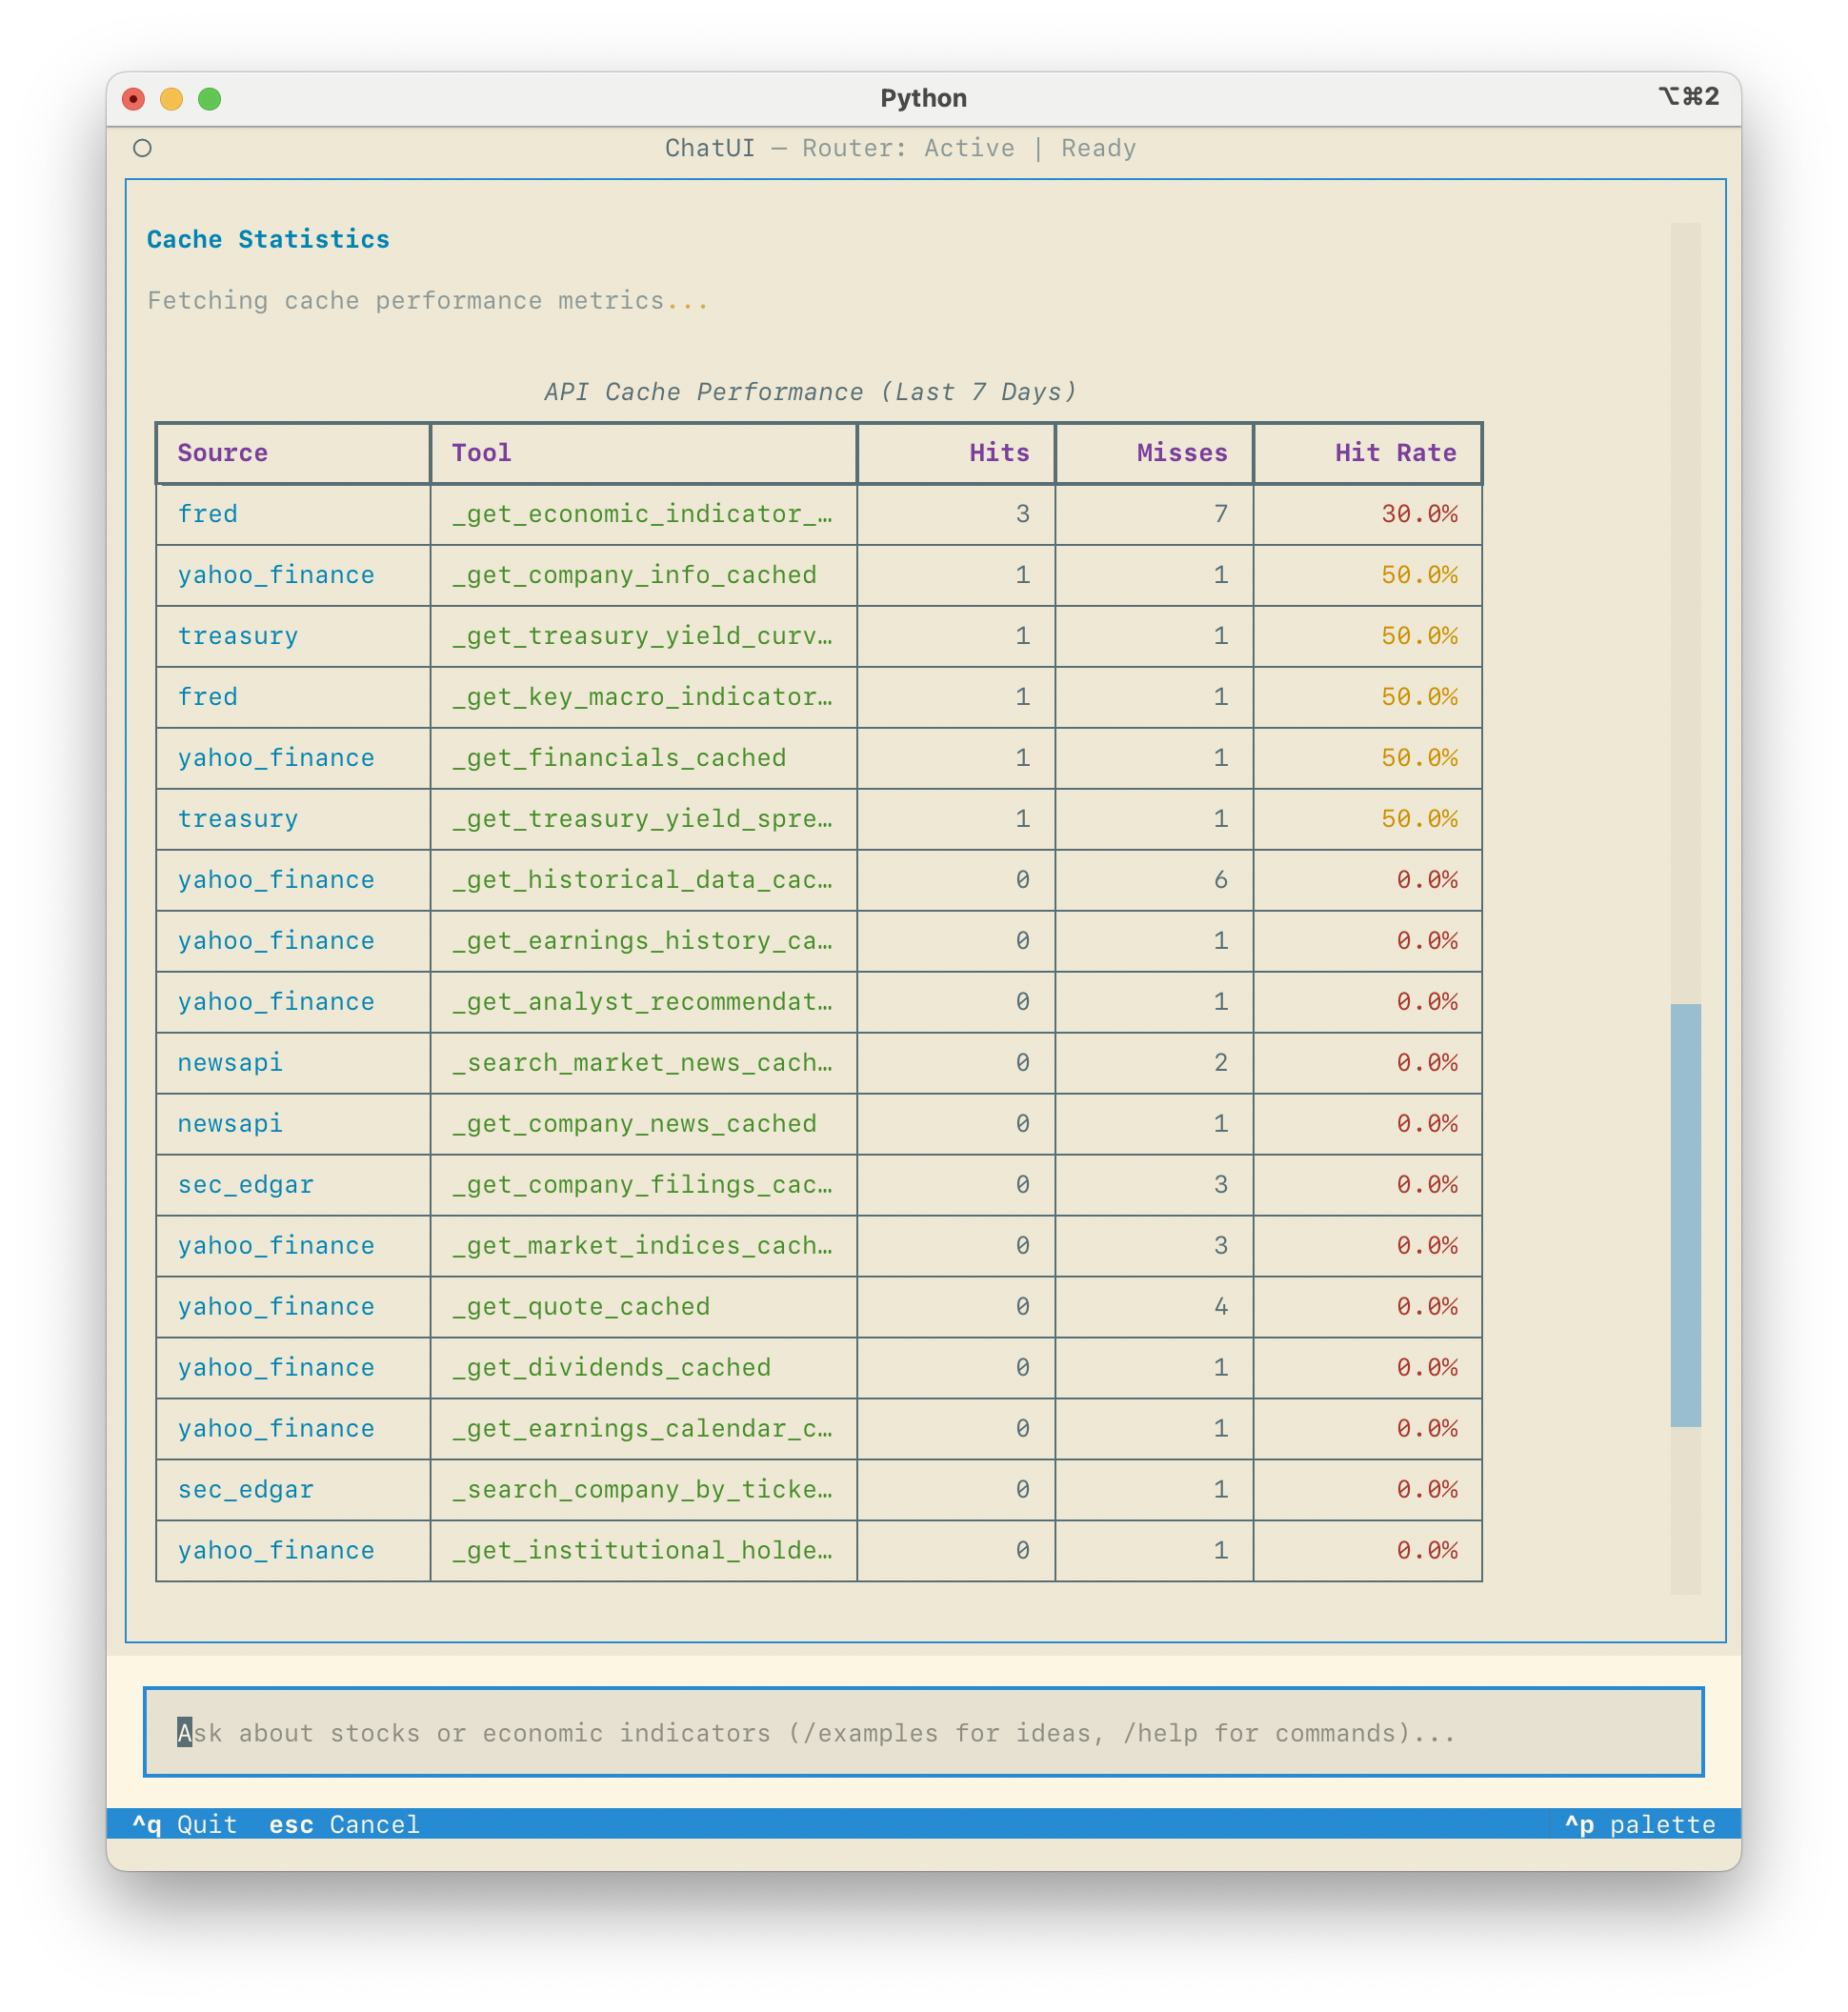 Python
⌥⌘2
ChatUI — Router: Active | Ready
Cache Statistics
Fetching cache performance metrics...
API Cache Performance (Last 7 Days)
Source Tool Hits Misses Hit Rate
fred _get_economic_indicator_… 3 7 30.0%
yahoo_finance _get_company_info_cached 1 1 50.0%
treasury _get_treasury_yield_curv… 1 1 50.0%
fred _get_key_macro_indicator… 1 1 50.0%
yahoo_finance _get_financials_cached 1 1 50.0%
treasury _get_treasury_yield_spre… 1 1 50.0%
yahoo_finance _get_historical_data_cac… 0 6 0.0%
yahoo_finance _get_earnings_history_ca… 0 1 0.0%
yahoo_finance _get_analyst_recommendat… 0 1 0.0%
newsapi _search_market_news_cach… 0 2 0.0%
newsapi _get_company_news_cached 0 1 0.0%
sec_edgar _get_company_filings_cac… 0 3 0.0%
yahoo_finance _get_market_indices_cach… 0 3 0.0%
yahoo_finance _get_quote_cached 0 4 0.0%
yahoo_finance _get_dividends_cached 0 1 0.0%
yahoo_finance _get_earnings_calendar_c… 0 1 0.0%
sec_edgar _search_company_by_ticke… 0 1 0.0%
yahoo_finance _get_institutional_holde… 0 1 0.0%
Ask about stocks or economic indicators (/examples for ideas, /help for commands)...
^q Quit esc Cancel ^p palette